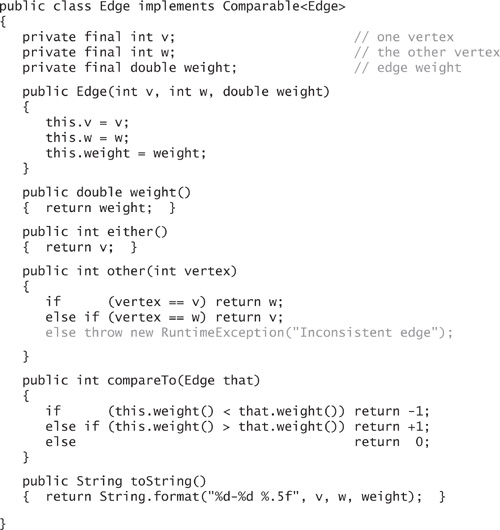 public class Edge implements Comparable<Edge>
{
   private final int v;                       // one vertex
   private final int w;                       // the other vertex
   private final double weight;               // edge weight
   public Edge(int v, int w, double weight)
   {
      this.v = v;
      this.w = w;
      this.weight = weight;
   }
   public double weight()
   {  return weight;  }
   public int either()
   {  return v;  }
   public int other(int vertex)
   {
      if      (vertex == v) return w;
      else if (vertex == w) return v;
      else throw new RuntimeException("Inconsistent edge");
   }
   public int compareTo(Edge that)
   {
      if      (this.weight() < that.weight()) return -1;
      else if (this.weight() > that.weight()) return +1;
      else                                    return  0;
   }
   public String toString()
   {  return String.format("%d-%d %.5f", v, w, weight);  }
}